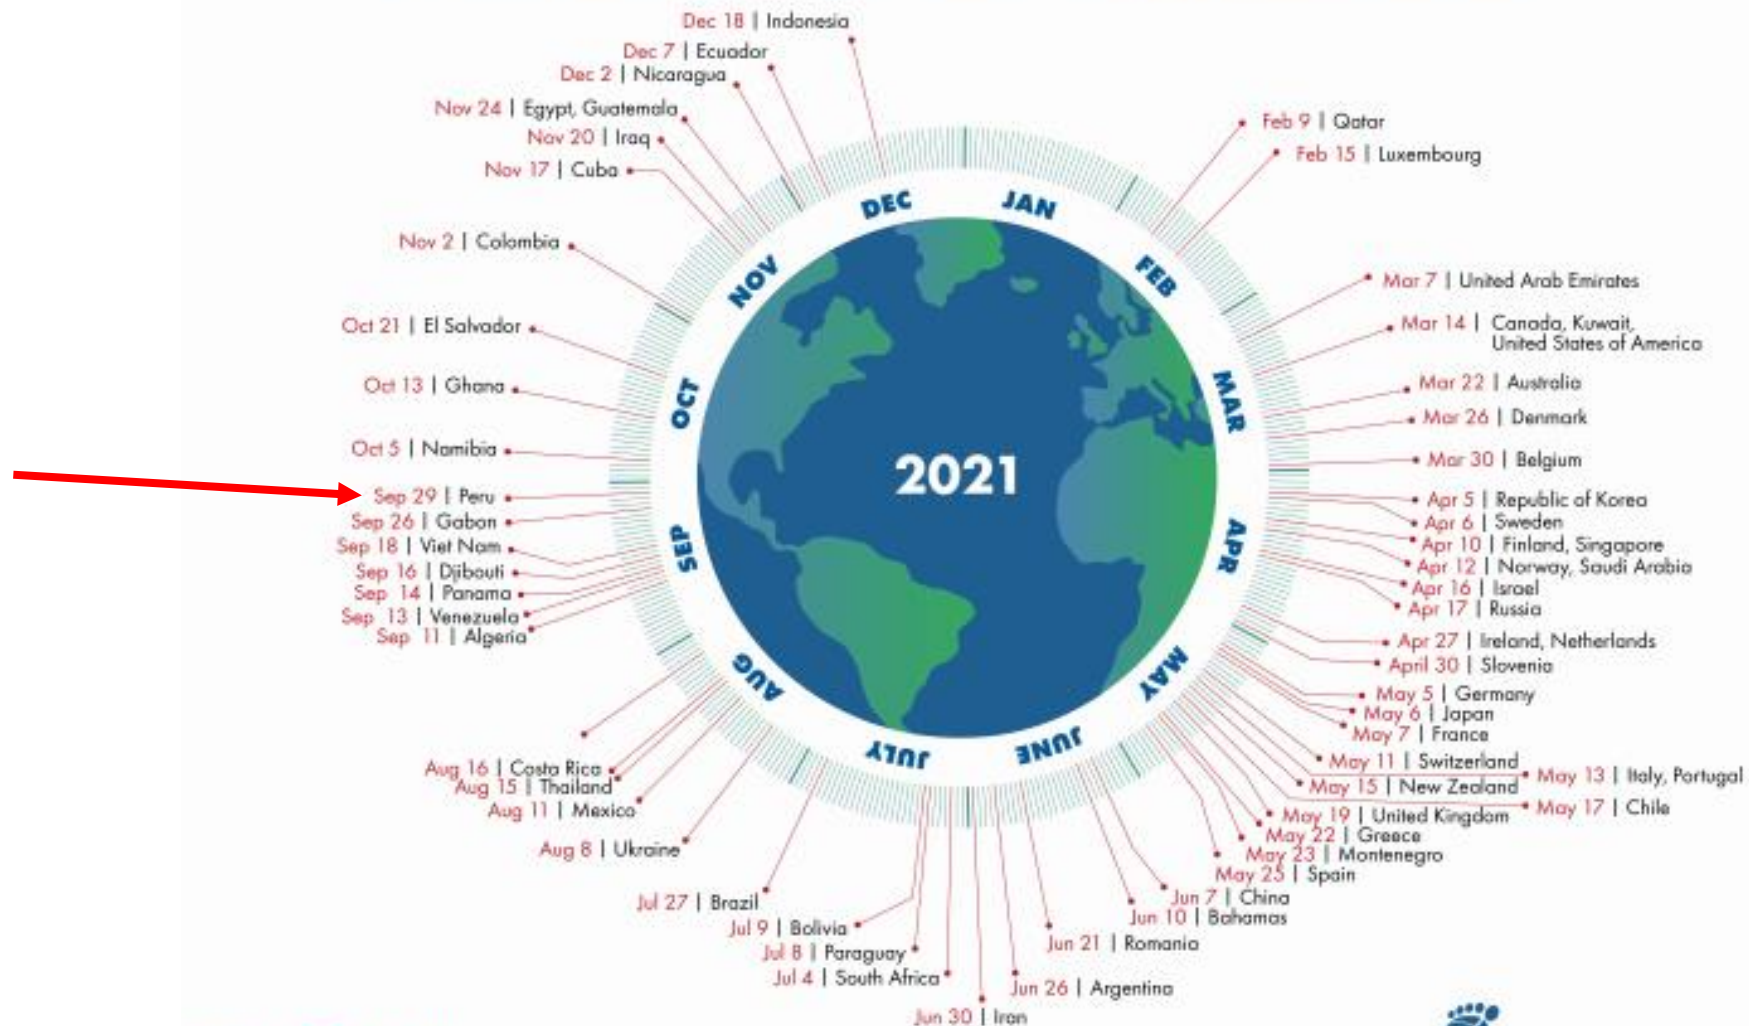 Dec 18 | Indonesia
Dec 7 | Ecuador
Dec 2 | Nicaragua
Nov 24 | Egypt, Guatemala
Nov 20 | Iraq
Nov 17 | Cuba
Nov 2 | Colombia
Oct 21 | El Salvador
Oct 13 | Ghana
Oct 5 | Namibia
Sep 29 | Peru
Sep 26 | Gabon
Sep 18 | Viet Nam
Sep 16 | Djibouti
Sep 14 | Panama
Sep 13 | Venezuela
Sep 11 | Algeria
Aug 16 | Costa Rica
Aug 15 | Thailand
Aug 11 | Mexico
Aug 8 | Ukraine
Jul 27 | Brazil
Jul 9 | Bolivia
Jul 8 | Paraguay
Jul 4 | South Africa
Jun 30 | Iran
Feb 9 | Qatar
Feb 15 | Luxembourg
Mar 7 | United Arab Emirates
Mar 14 | Canada, Kuwait,
United States of America
Mar 22 | Australia
Mar 26 | Denmark
Mar 30 | Belgium
Apr 5 | Republic of Korea
Apr 6 | Sweden
Apr 10 | Finland, Singapore
Apr 12 | Norway, Saudi Arabia
Apr 16 | Israel
Apr 17 | Russia
Apr 27 | Ireland, Netherlands
April 30 | Slovenia
May 5 | Germany
May 6 | Japan
May 7 | France
May 11 | Switzerland
May 13 | Italy, Portugal
May 15 | New Zealand
May 17 | Chile
May 19 | United Kingdom
May 22 | Greece
May 23 | Montenegro
May 25 | Spain
Jun 7 | China
Jun 10 | Bahamas
Jun 21 | Romania
Jun 26 | Argentina
JAN
FEB
MAR
APR
MAY
JUNE
JULY
AUG
SEP
OCT
NOV
DEC
2021